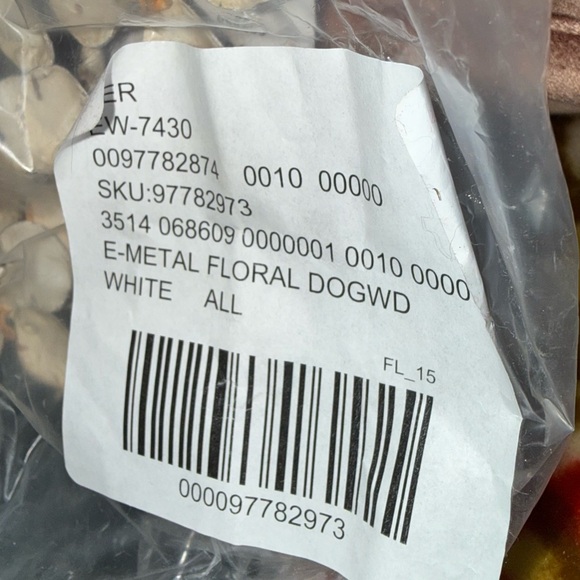 ER
EW-7430
0097782874 0010 00000
SKU:97782973
3514 068609 0000001 0010 0000
E-METAL FLORAL DOGWD
WHITE ALL
FL_15
000097782973